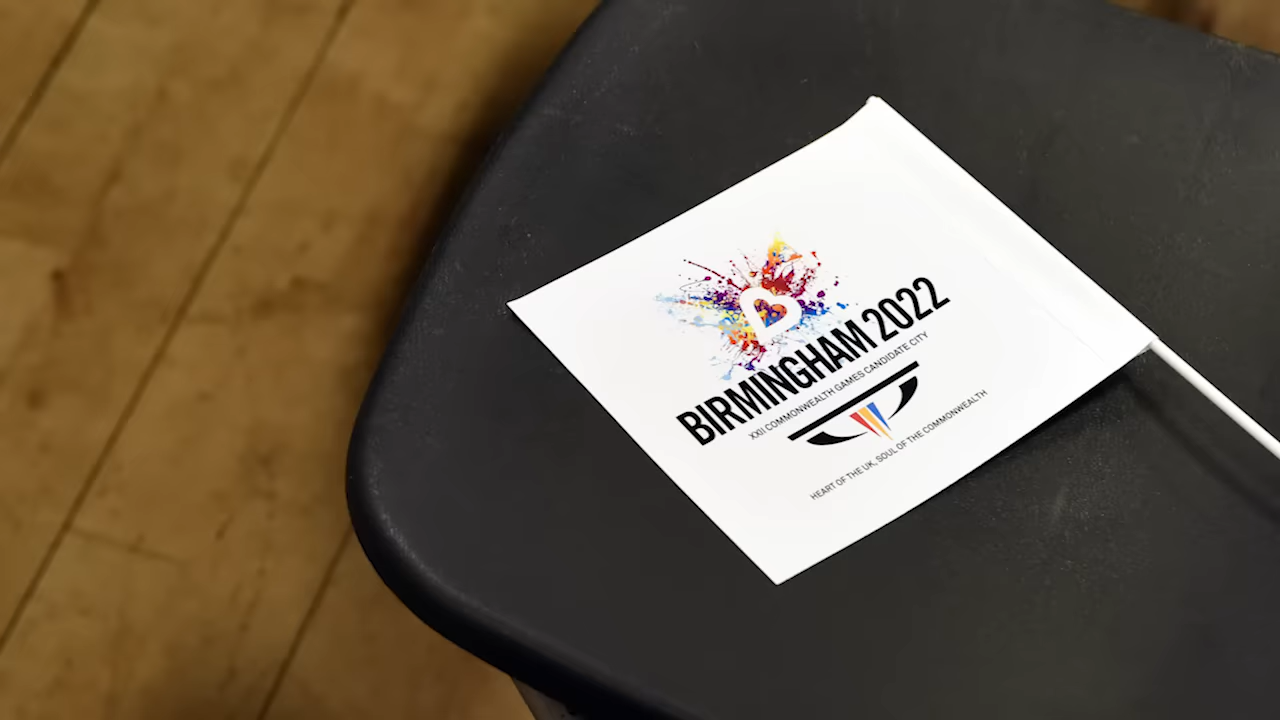 BIRMINGHAM 2022
XXII COMMONWEALTH GAMES CANDIDATE CITY
HEART OF THE UK, SOUL OF THE COMMONWEALTH